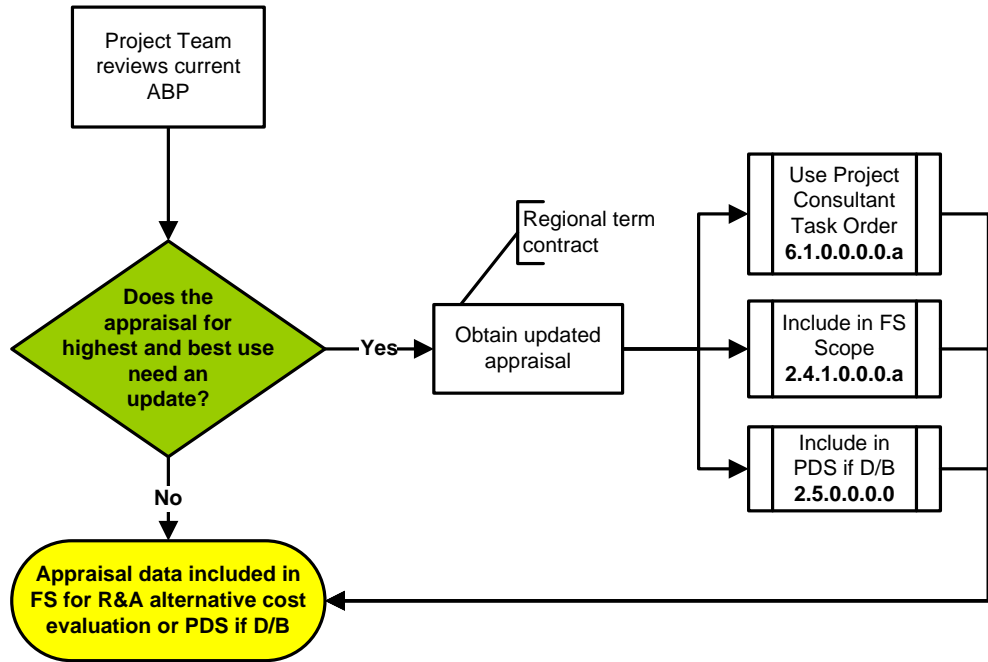 Project Team
reviews current
ABP
Does the
appraisal for
highest and best use
need an
update?
Yes
No
Regional term
contract
Obtain updated
appraisal
Use Project
Consultant
Task Order
6.1.0.0.0.0.a
Include in FS
Scope
2.4.1.0.0.0.a
Include in
PDS if D/B
2.5.0.0.0.0
Appraisal data included in
FS for R&A alternative cost
evaluation or PDS if D/B